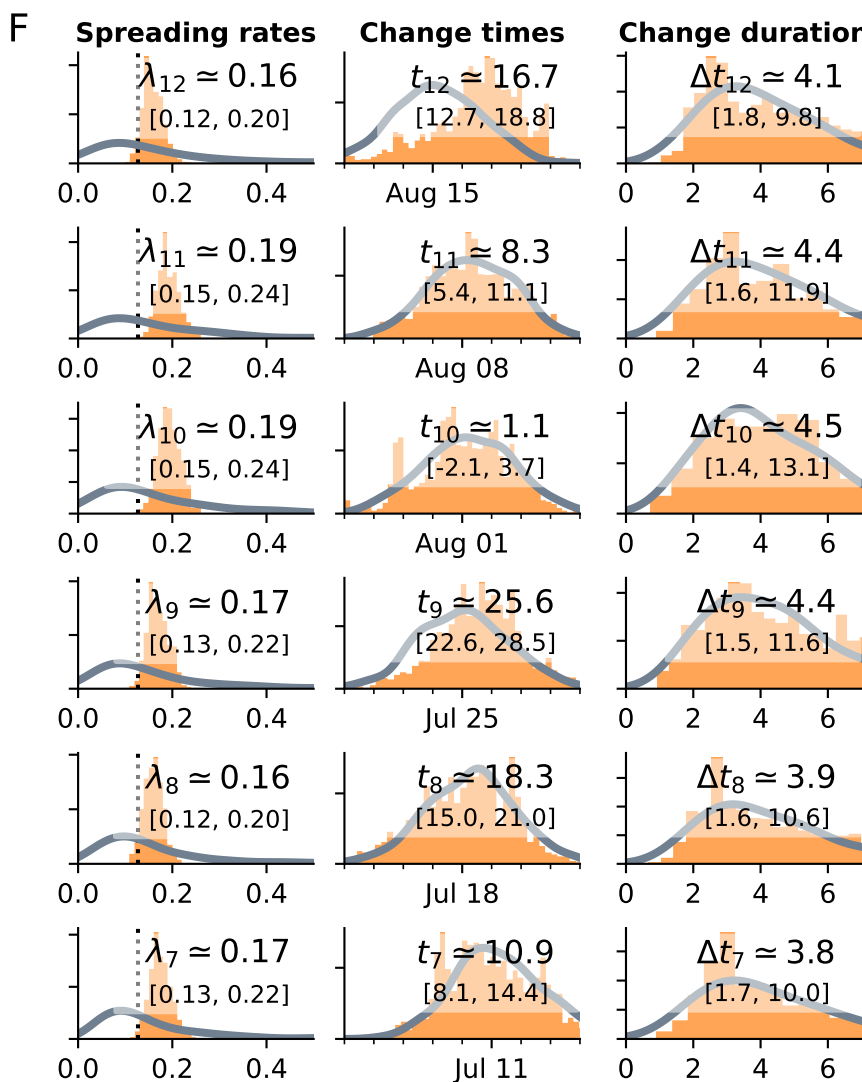 F
Spreading rates Change times Change duration
λ12 ≃ 0.16 t12 ≃ 16.7 Δt12 ≃ 4.1
[0.12, 0.20] [12.7, 18.8] [1.8, 9.8]
0.0 0.2 0.4 Aug 15 0 2 4 6
λ11 ≃ 0.19 t11 ≃ 8.3 Δt11 ≃ 4.4
[0.15, 0.24] [5.4, 11.1] [1.6, 11.9]
0.0 0.2 0.4 Aug 08 0 2 4 6
λ10 ≃ 0.19 t10 ≃ 1.1 Δt10 ≃ 4.5
[0.15, 0.24] [-2.1, 3.7] [1.4, 13.1]
0.0 0.2 0.4 Aug 01 0 2 4 6
λ9 ≃ 0.17 t9 ≃ 25.6 Δt9 ≃ 4.4
[0.13, 0.22] [22.6, 28.5] [1.5, 11.6]
0.0 0.2 0.4 Jul 25 0 2 4 6
λ8 ≃ 0.16 t8 ≃ 18.3 Δt8 ≃ 3.9
[0.12, 0.20] [15.0, 21.0] [1.6, 10.6]
0.0 0.2 0.4 Jul 18 0 2 4 6
λ7 ≃ 0.17 t7 ≃ 10.9 Δt7 ≃ 3.8
[0.13, 0.22] [8.1, 14.4] [1.7, 10.0]
0.0 0.2 0.4 Jul 11 0 2 4 6